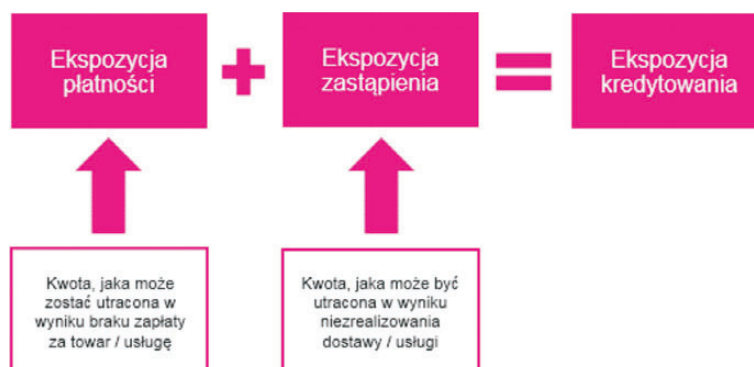 Ekspozycja
płatności
+
Ekspozycja
zastąpienia
=
Ekspozycja
kredytowania
Kwota, jaka może
zostać utracona w
wyniku braku zapłaty
za towar / usługę
Kwota, jaka może być
utracona w wyniku
niezrealizowania
dostawy / usługi